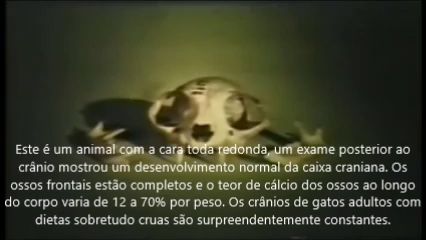 Este é um animal com a cara toda redonda, um exame posterior ao
crânio mostrou um desenvolvimento normal da caixa craniana. Os
ossos frontais estão completos e o teor de cálcio dos ossos ao longo
do corpo varia de 12 a 70% por peso. Os crânios de gatos adultos com
dietas sobretudo cruas são surpreendentemente constantes.